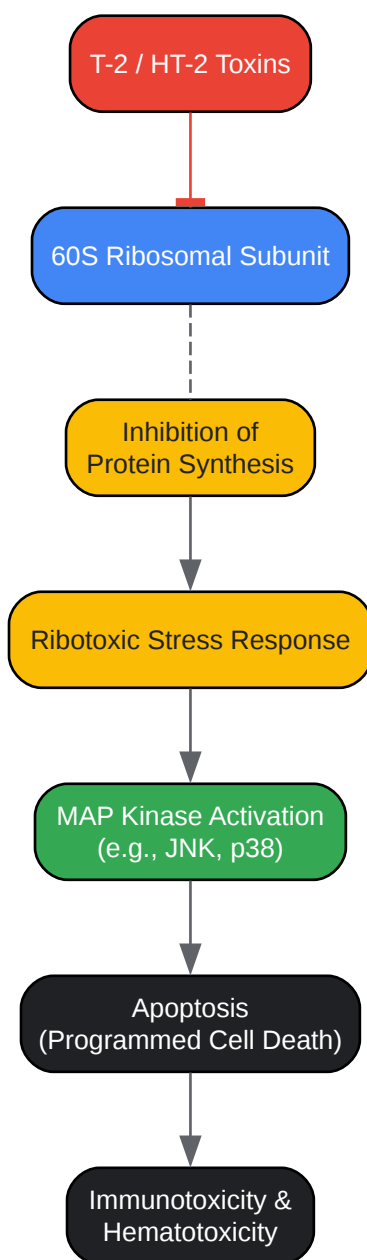 T-2 / HT-2 Toxins
60S Ribosomal Subunit
Inhibition of
Protein Synthesis
Ribotoxic Stress Response
MAP Kinase Activation
(e.g., JNK, p38)
Apoptosis
(Programmed Cell Death)
Immunotoxicity &
Hematotoxicity